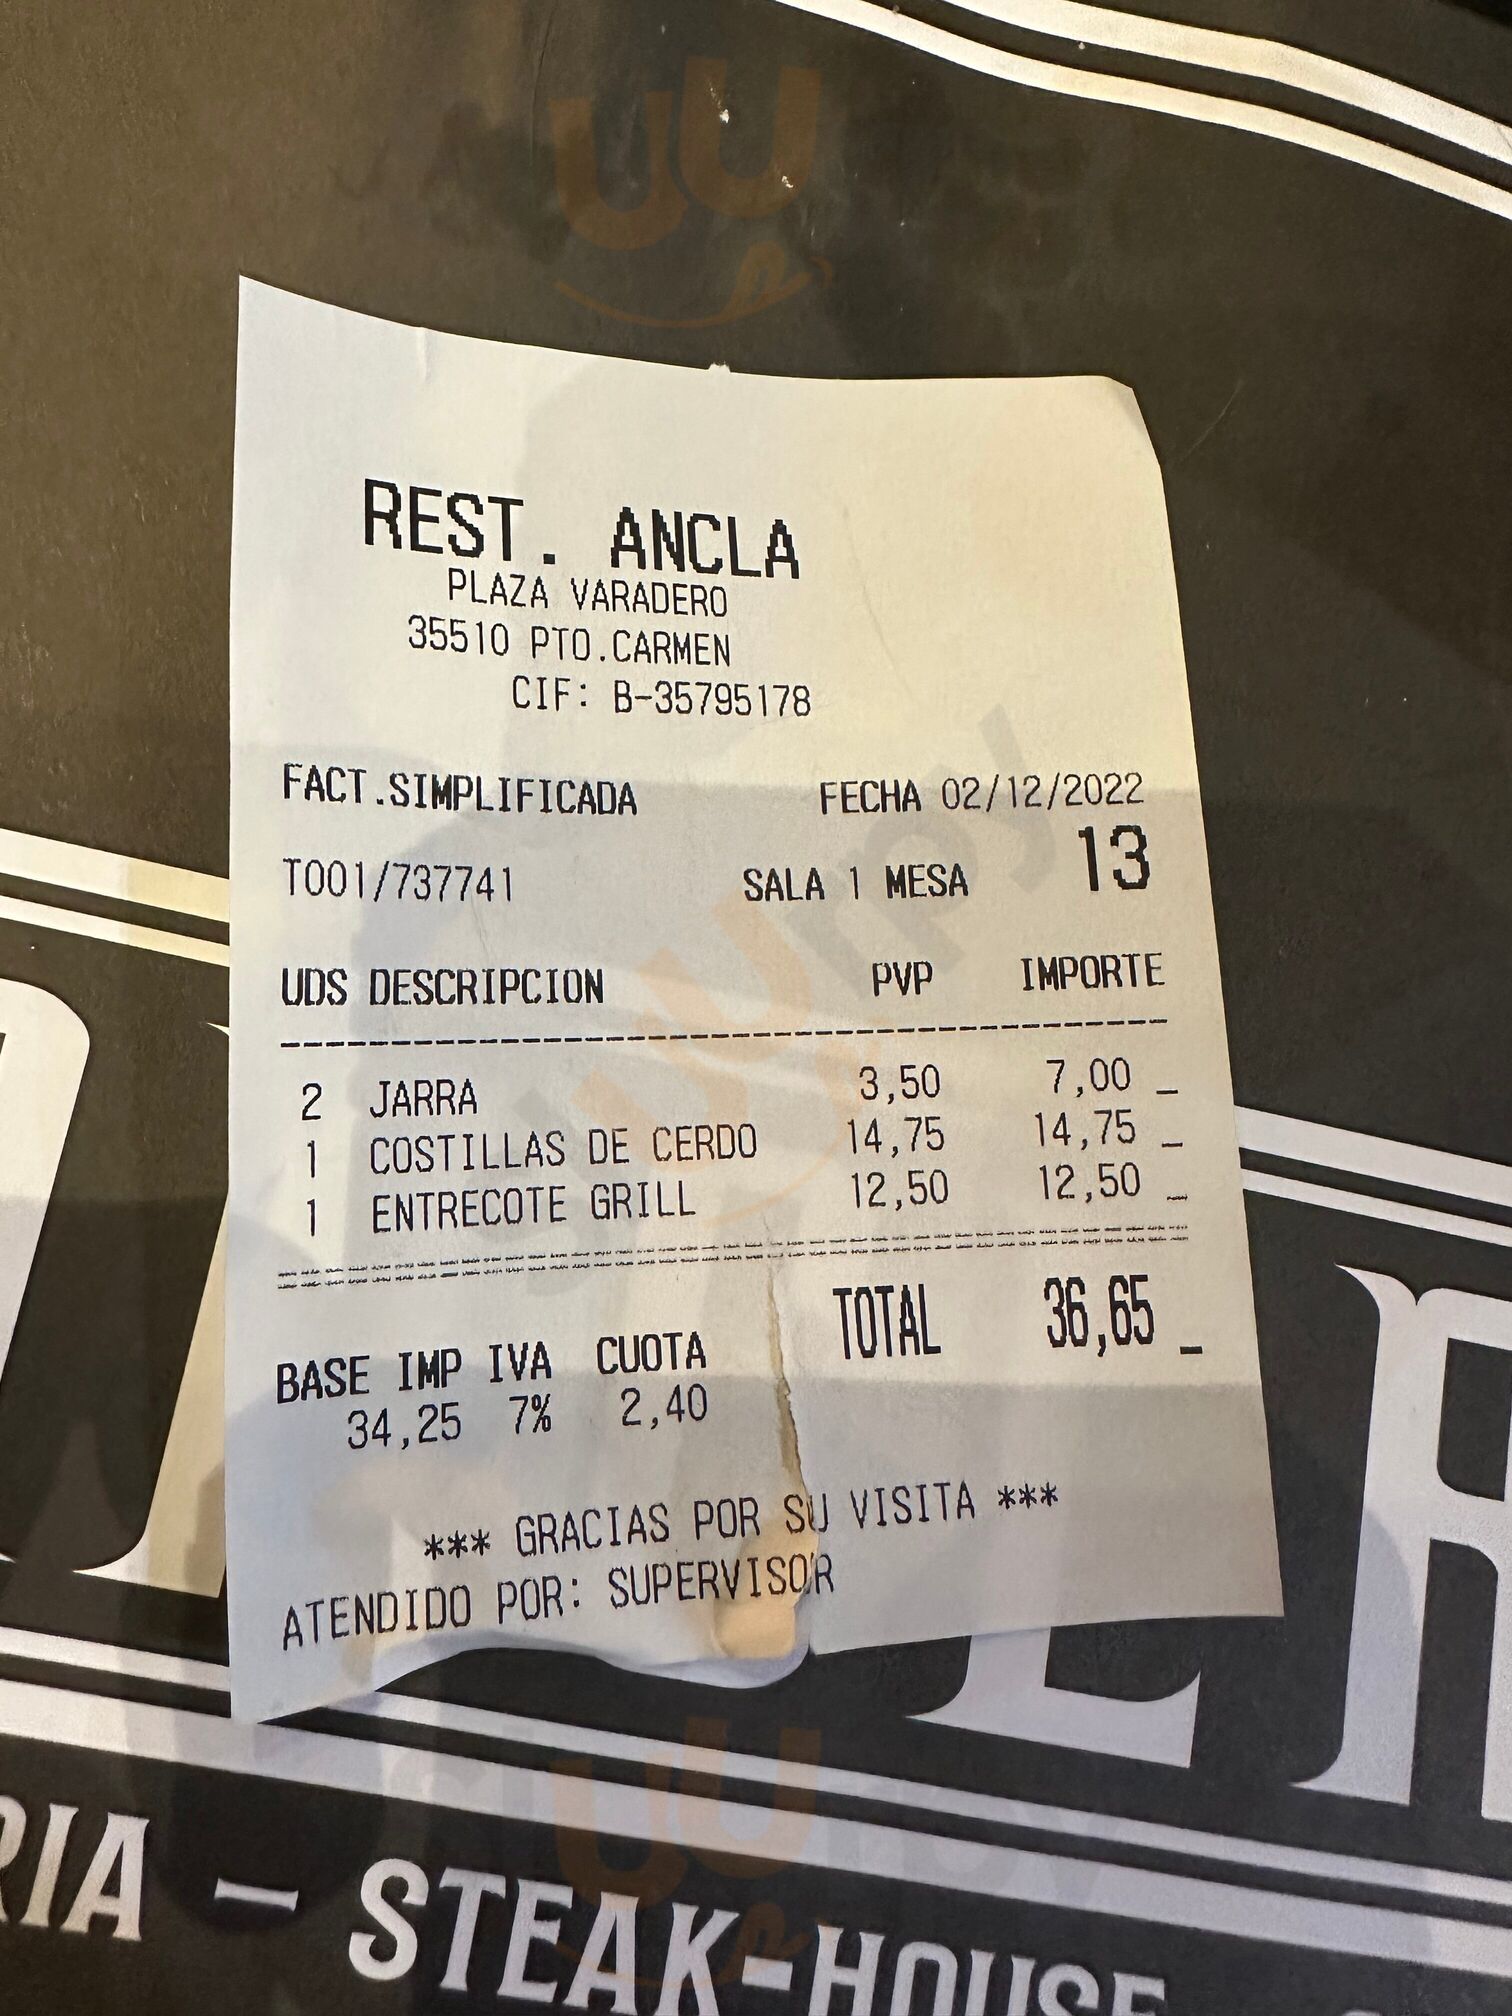 REST. ANCLA
PLAZA VARADERO
35510 PTO.CARMEN
CIF: B-35795178
FACT.SIMPLIFICADA FECHA 02/12/2022
T001/737741 SALA 1 MESA 13
UDS DESCRIPCION PVP IMPORTE
2 JARRA 3,50 7,00 _
1 COSTILLAS DE CERDO 14,75 14,75 _
1 ENTRECOTE GRILL 12,50 12,50 _
TOTAL 36,65 _
BASE IMP IVA CUOTA
34,25 7% 2,40
*** GRACIAS POR SU VISITA ***
ATENDIDO POR: SUPERVISOR
RIA – STEAK-HOUSE
sluurpy